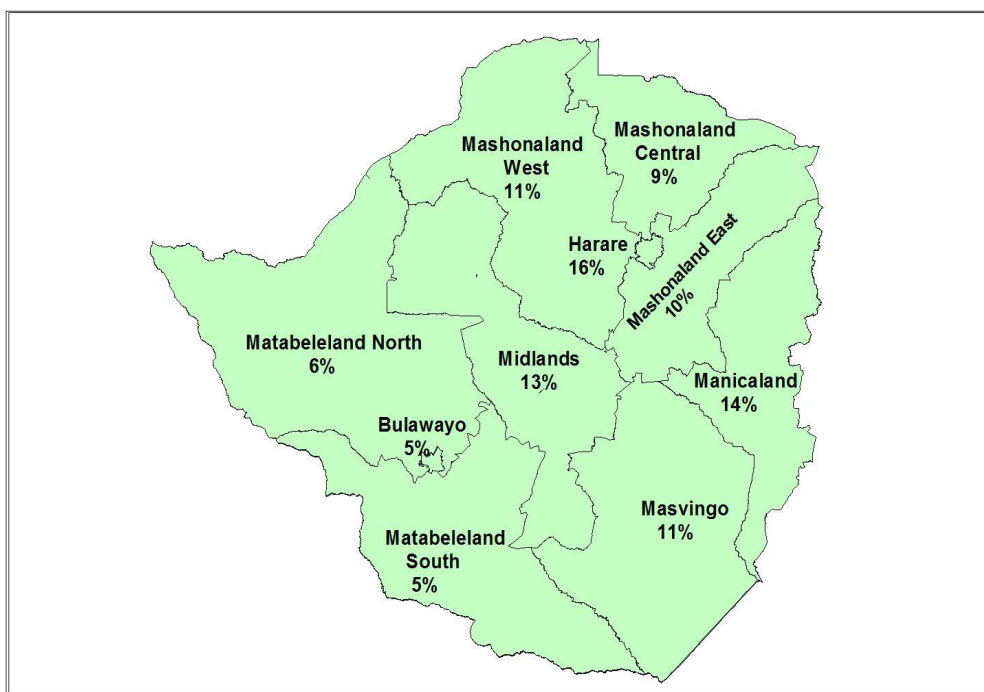 Mashonaland
Central
9%
Mashonaland
West
11%
Harare
16%
Mashonaland East
10%
Matabeleland North
6%
Midlands
13%
Manicaland
14%
Bulawayo
5%
Masvingo
11%
Matabeleland
South
5%